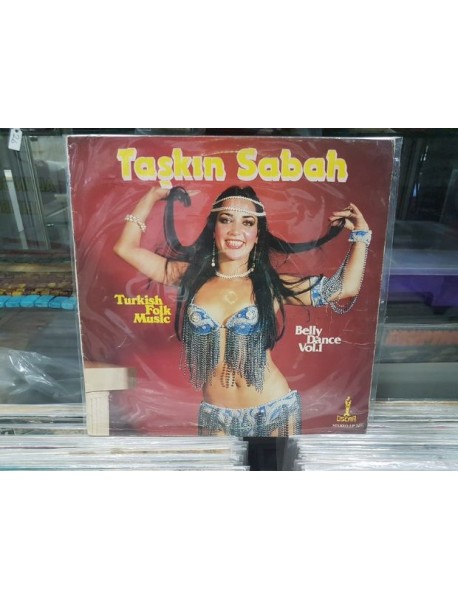 Taşkın Sabah
Turkish
Folk
Music
Belly
Dance
Vol.1